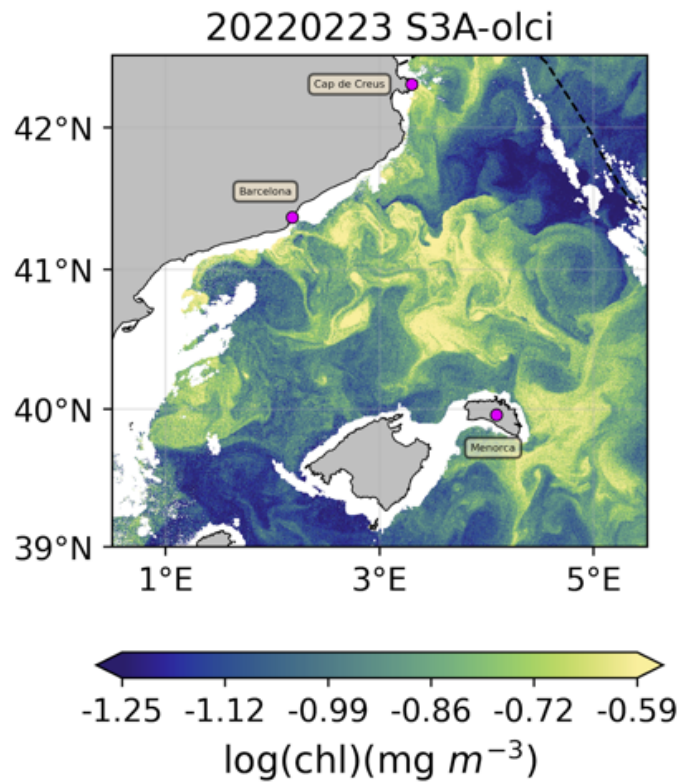 20220223 S3A-olci
Cap de Creus
42°N
Barcelona
41°N
40°N
Menorca
39°N
1°E 3°E 5°E
-1.25 -1.12 -0.99 -0.86 -0.72 -0.59
log(chl)(mg m⁻³)